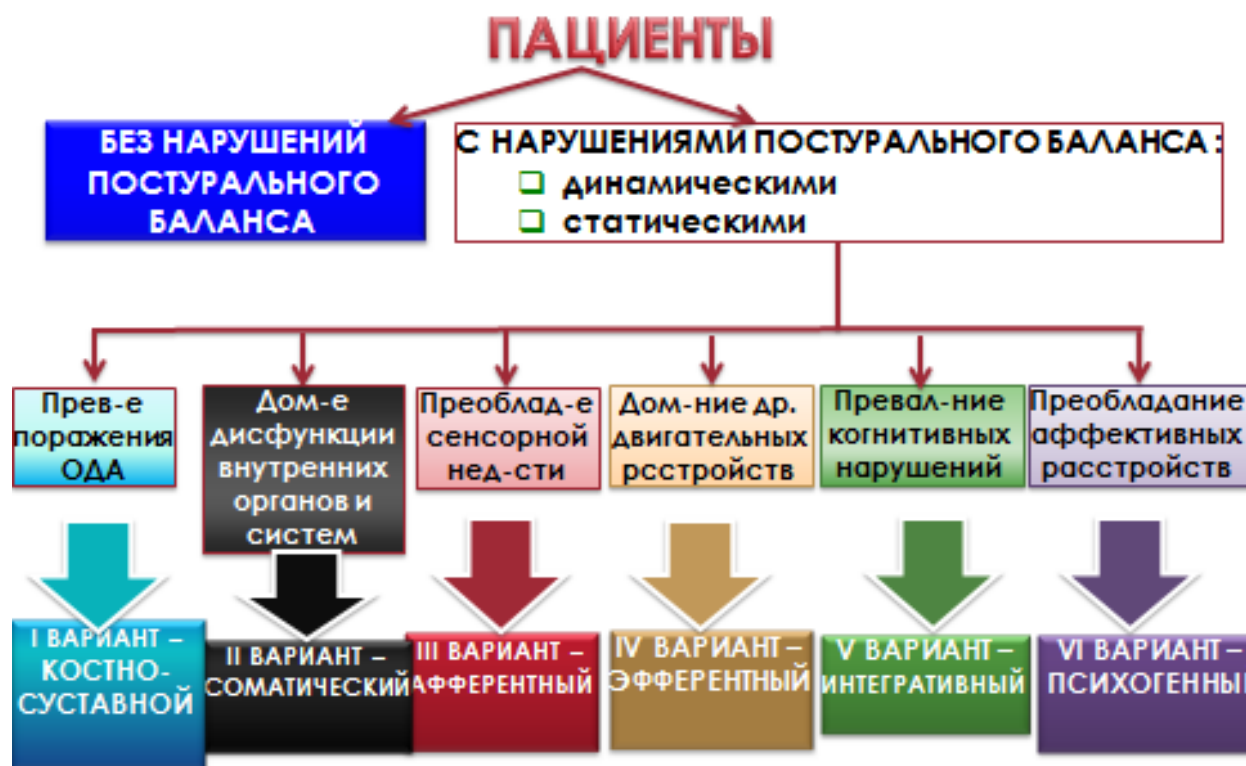 ПАЦИЕНТЫ
БЕЗ НАРУШЕНИЙ
ПОСТУРАЛЬНОГО
БАЛАНСА
С НАРУШЕНИЯМИ ПОСТУРАЛЬНОГО БАЛАНСА :
динамическими
статическими
Прев-е
поражения
ОДА
Дом-е
дисфункции
внутренних
органов и
систем
Преоблад-е
сенсорной
нед-сти
Дом-ние др.
двигательных
рсстройств
Превал-ние
когнитивных
нарушений
Преобладание
аффективных
расстройств
I ВАРИАНТ –
КОСТНО-
СУСТАВНОЙ
II ВАРИАНТ –
СОМАТИЧЕСКИЙ
III ВАРИАНТ –
АФФЕРЕНТНЫЙ
IV ВАРИАНТ–
ЭФФЕРЕНТНЫЙ
V ВАРИАНТ–
ИНТЕГРАТИВНЫЙ
VI ВАРИАНТ–
ПСИХОГЕННЫ